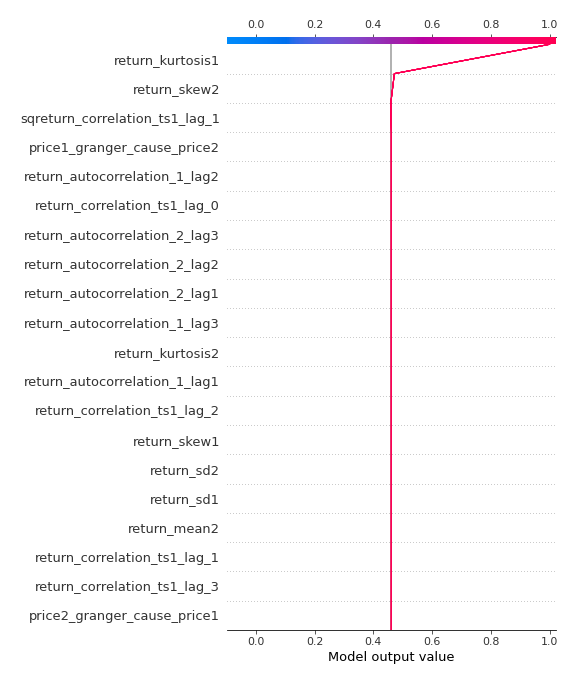 0.0 0.2 0.4 0.6 0.8 1.0
return_kurtosis1
return_skew2
sqreturn_correlation_ts1_lag_1
price1_granger_cause_price2
return_autocorrelation_1_lag2
return_correlation_ts1_lag_0
return_autocorrelation_2_lag3
return_autocorrelation_2_lag2
return_autocorrelation_2_lag1
return_autocorrelation_1_lag3
return_kurtosis2
return_autocorrelation_1_lag1
return_correlation_ts1_lag_2
return_skew1
return_sd2
return_sd1
return_mean2
return_correlation_ts1_lag_1
return_correlation_ts1_lag_3
price2_granger_cause_price1
0.0 0.2 0.4 0.6 0.8 1.0
Model output value